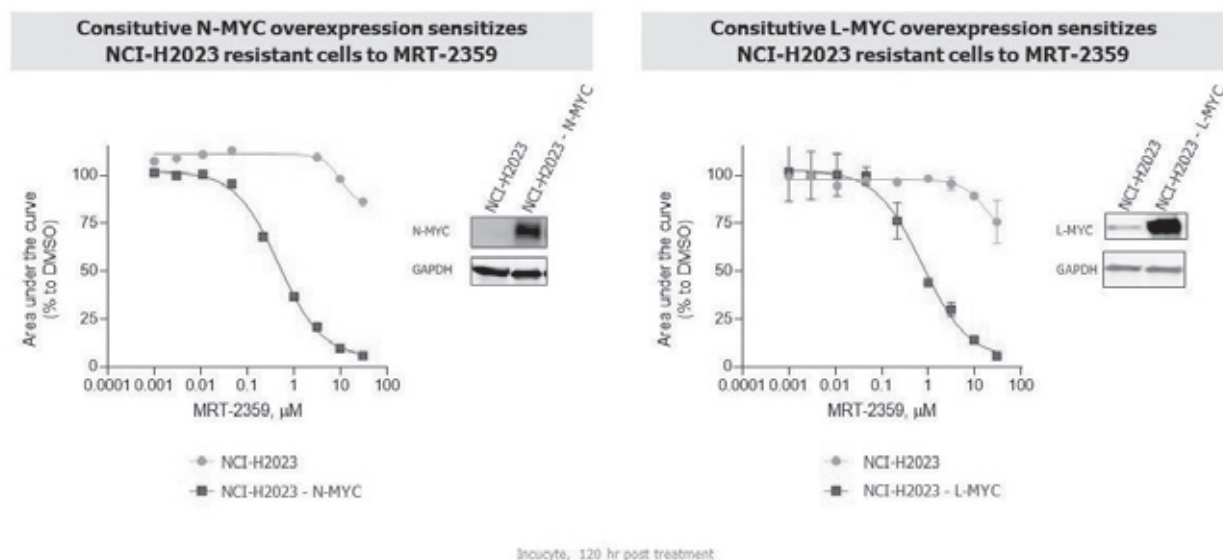 Consitutive N-MYC overexpression sensitizes
NCI-H2023 resistant cells to MRT-2359
NCI-H2023
NCI-H2023 - N-MYC
100
75
50
25
0
Area under the curve
(% to DMSO)
N-MYC
GAPDH
0.0001 0.001 0.01 0.1 1 10 100
MRT-2359, μM
NCI-H2023
NCI-H2023 - N-MYC
Consitutive L-MYC overexpression sensitizes
NCI-H2023 resistant cells to MRT-2359
NCI-H2023
NCI-H2023 - L-MYC
100
75
50
25
0
Area under the curve
(% to DMSO)
L-MYC
GAPDH
0.0001 0.001 0.01 0.1 1 10 100
MRT-2359, μM
NCI-H2023
NCI-H2023 - L-MYC
Incucyte, 120 hr post treatment